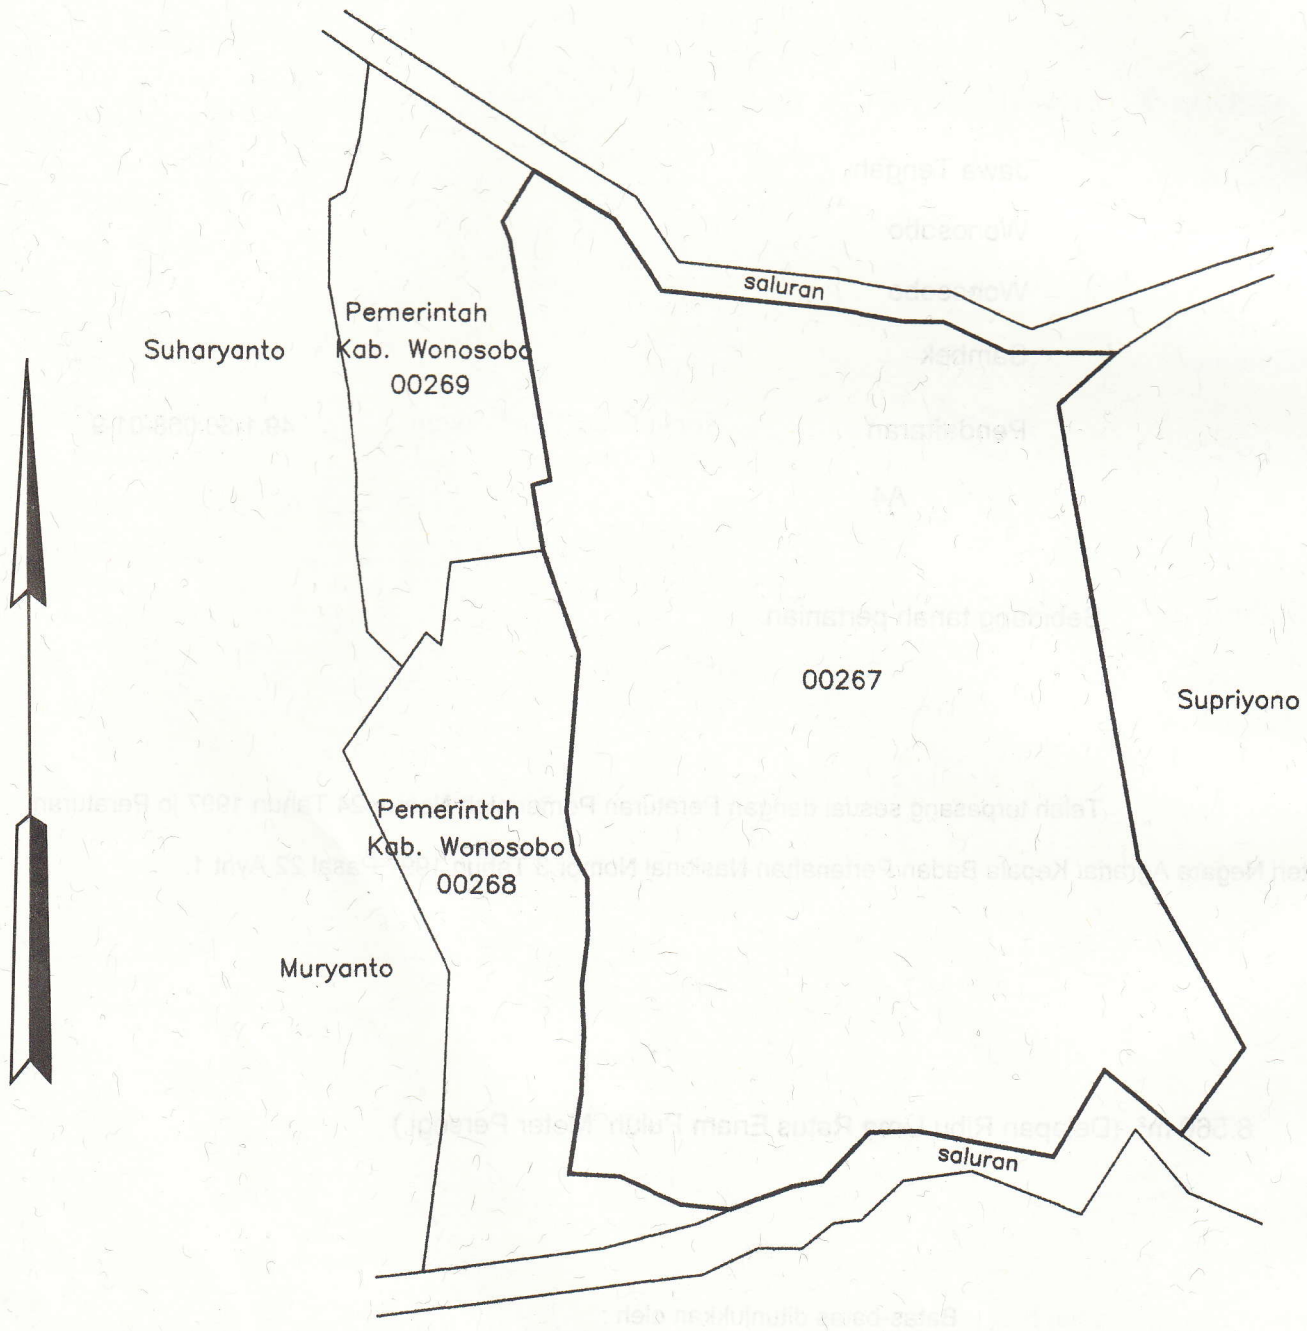 saluran
Pemerintah
Kab. Wonosobo
00269
Suharyanto
00267
Supriyono
Pemerintah
Kab. Wonosobo
00268
Muryanto
saluran